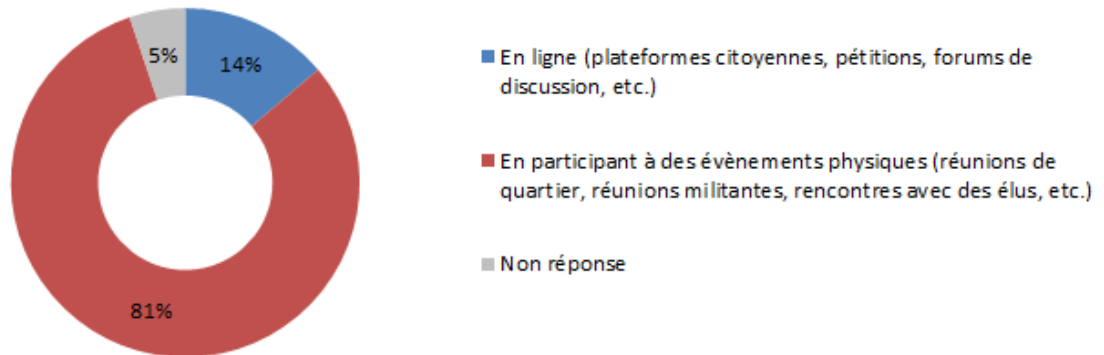 5%
14%
81%
En ligne (plateformes citoyennes, pétitions, forums de
discussion, etc.)
En participant à des évènements physiques (réunions de
quartier, réunions militantes, rencontres avec des élus, etc.)
Non réponse